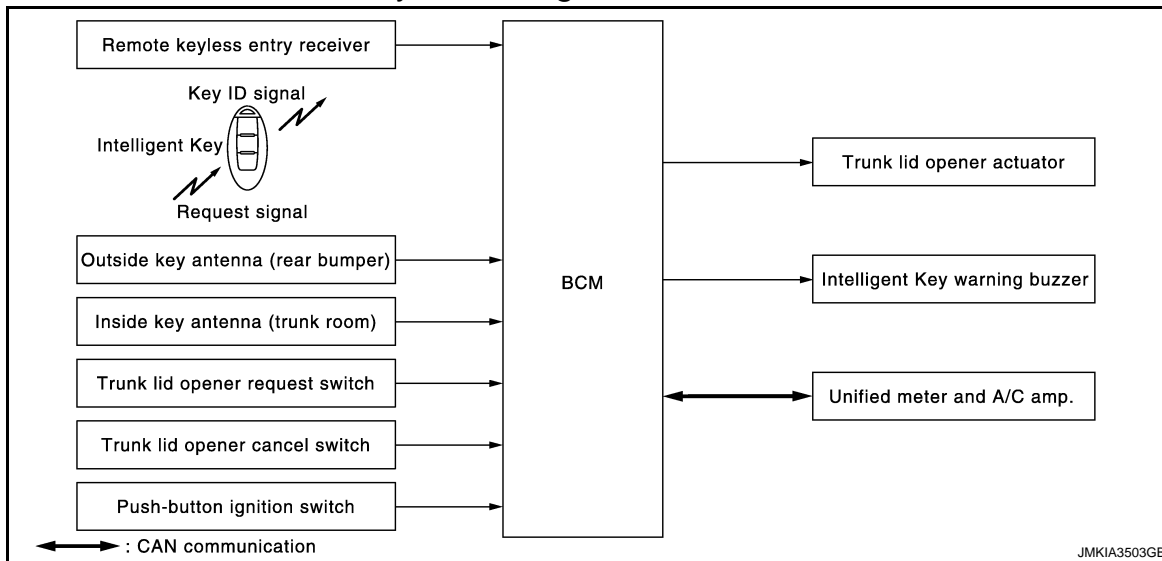 Remote keyless entry receiver
Key ID signal
Intelligent Key
Request signal
Outside key antenna (rear bumper)
Inside key antenna (trunk room)
Trunk lid opener request switch
Trunk lid opener cancel switch
Push-button ignition switch
: CAN communication
BCM
Trunk lid opener actuator
Intelligent Key warning buzzer
Unified meter and A/C amp.